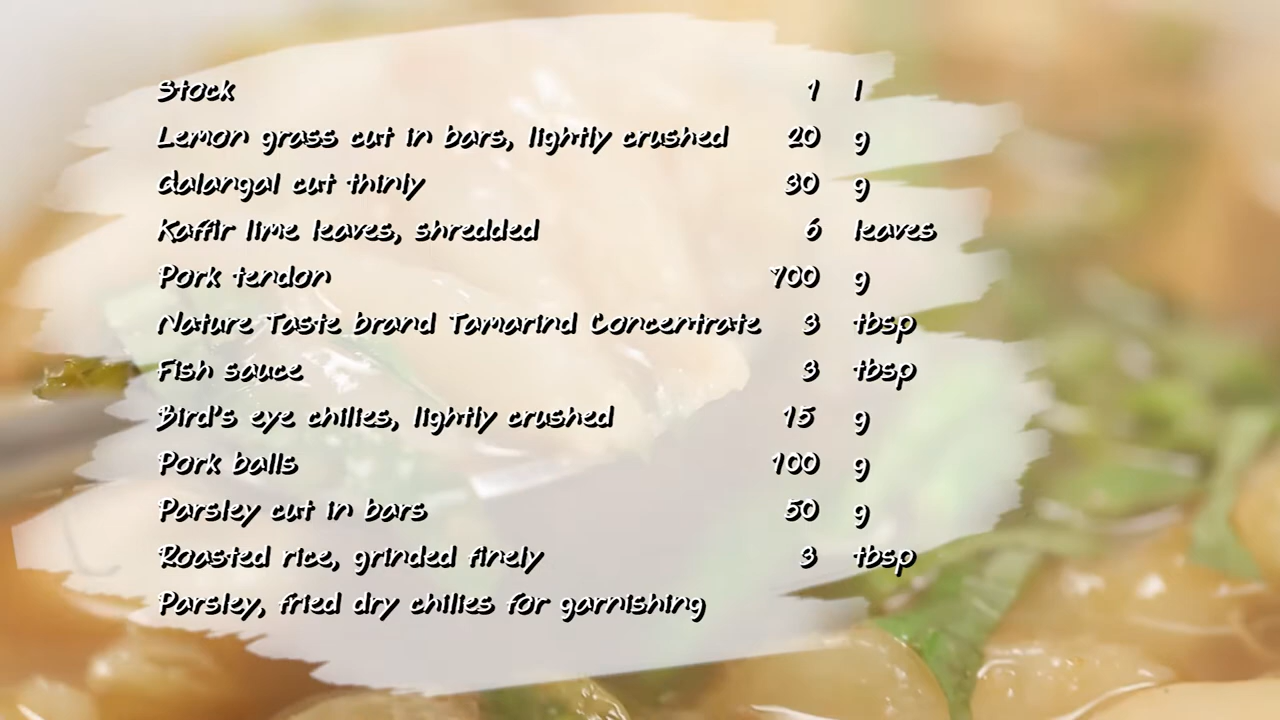 Stock 1 l
Lemon grass cut in bars, lightly crushed 20 g
Galangal cut thinly 30 g
Kaffir lime leaves, shredded 6 leaves
Pork tendon 700 g
Nature Taste brand Tamarind Concentrate 3 tbsp
Fish sauce 3 tbsp
Bird's eye chilies, lightly crushed 15 g
Pork balls 100 g
Parsley cut in bars 50 g
Roasted rice, grinded finely 3 tbsp
Parsley, fried dry chilies for garnishing